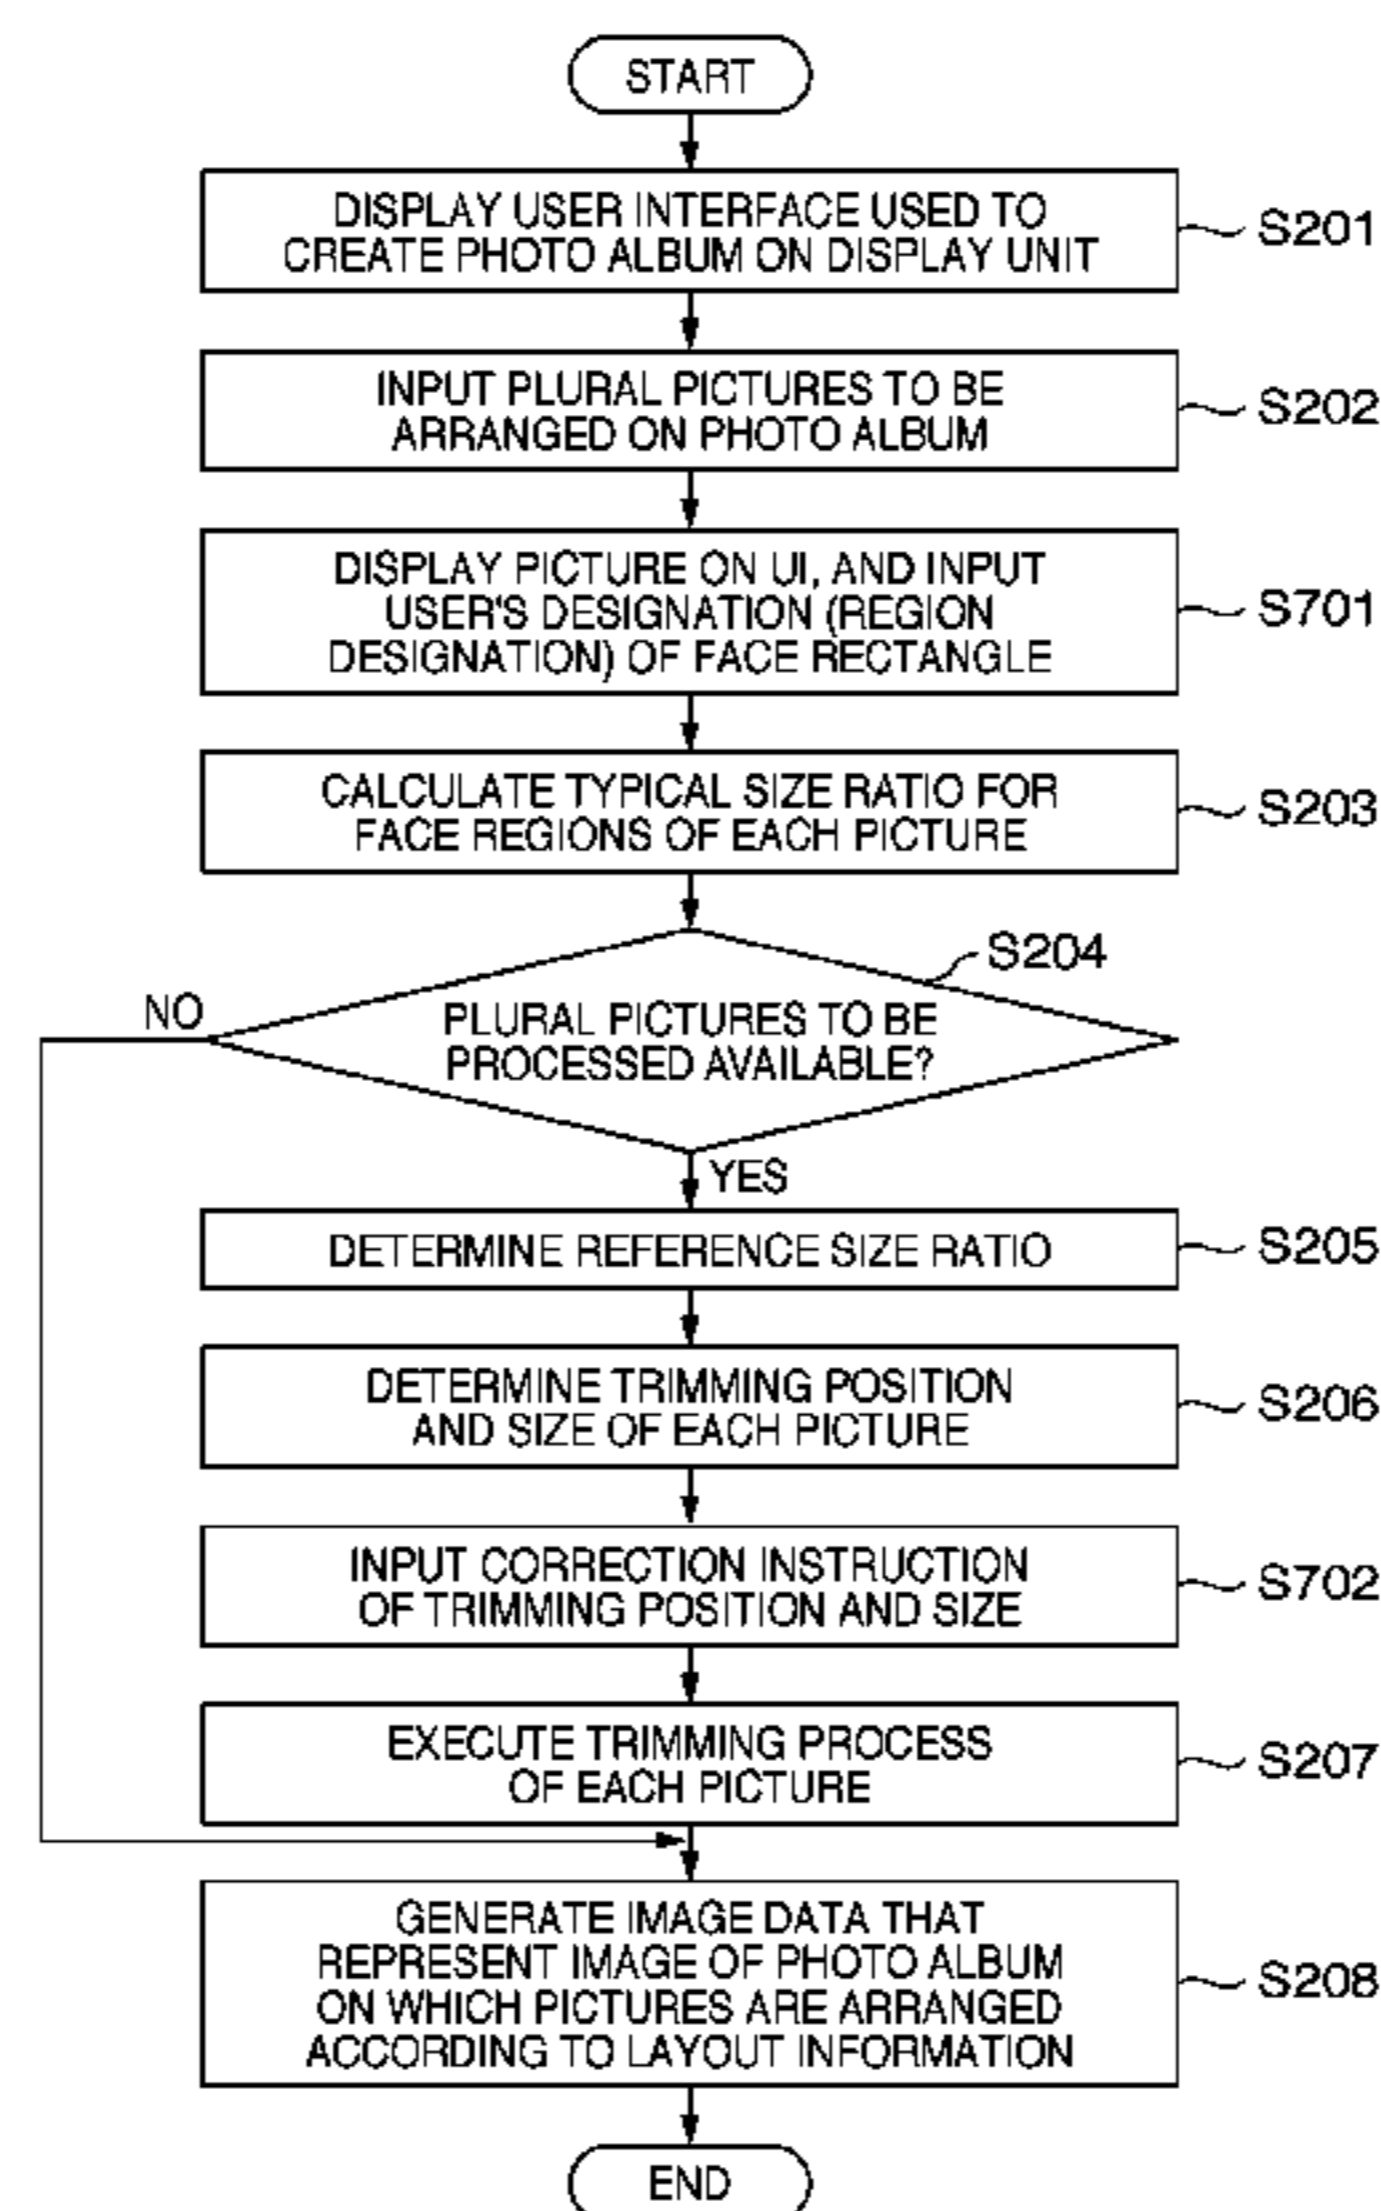 START
DISPLAY USER INTERFACE USED TO
CREATE PHOTO ALBUM ON DISPLAY UNIT
S201
INPUT PLURAL PICTURES TO BE
ARRANGED ON PHOTO ALBUM
S202
DISPLAY PICTURE ON UI, AND INPUT
USER'S DESIGNATION (REGION
DESIGNATION) OF FACE RECTANGLE
S701
CALCULATE TYPICAL SIZE RATIO FOR
FACE REGIONS OF EACH PICTURE
S203
S204
NO
PLURAL PICTURES TO BE
PROCESSED AVAILABLE?
YES
DETERMINE REFERENCE SIZE RATIO
S205
DETERMINE TRIMMING POSITION
AND SIZE OF EACH PICTURE
S206
INPUT CORRECTION INSTRUCTION
OF TRIMMING POSITION AND SIZE
S702
EXECUTE TRIMMING PROCESS
OF EACH PICTURE
S207
GENERATE IMAGE DATA THAT
REPRESENT IMAGE OF PHOTO ALBUM
ON WHICH PICTURES ARE ARRANGED
ACCORDING TO LAYOUT INFORMATION
S208
END